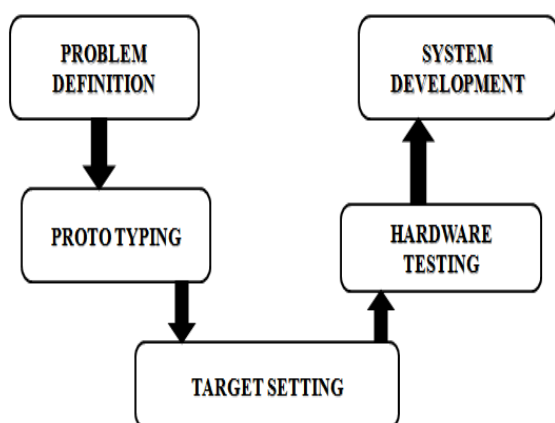 PROBLEM
DEFINITION
PROTO TYPING
TARGET SETTING
HARDWARE
TESTING
SYSTEM
DEVELOPMENT